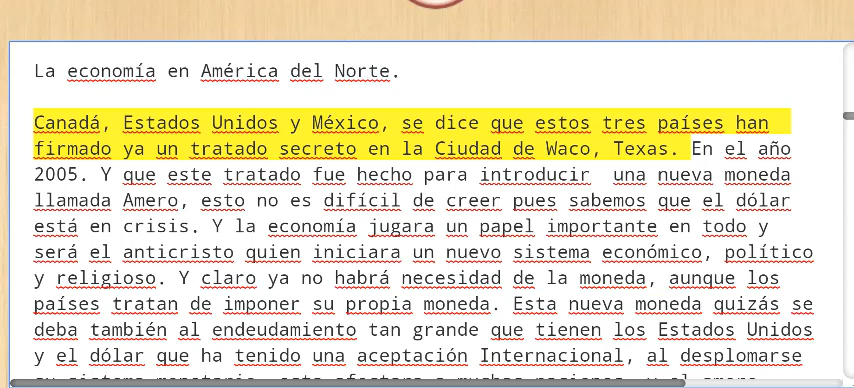 La economía en América del Norte.
Canadá, Estados Unidos y México, se dice que estos tres países han
firmado ya un tratado secreto en la Ciudad de Waco, Texas. En el año
2005. Y que este tratado fue hecho para introducir  una nueva moneda
llamada Amero, esto no es difícil de creer pues sabemos que el dólar
está en crisis. Y la economía jugara un papel importante en todo y
será el anticristo quien iniciara un nuevo sistema económico, político
y religioso. Y claro ya no habrá necesidad de la moneda, aunque los
países tratan de imponer su propia moneda. Esta nueva moneda quizás se
deba también al endeudamiento tan grande que tienen los Estados Unidos
y el dólar que ha tenido una aceptación Internacional, al desplomarse